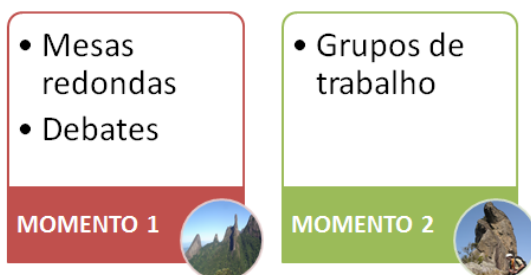 • Mesas
redondas
• Debates
MOMENTO 1
• Grupos de
trabalho
MOMENTO 2